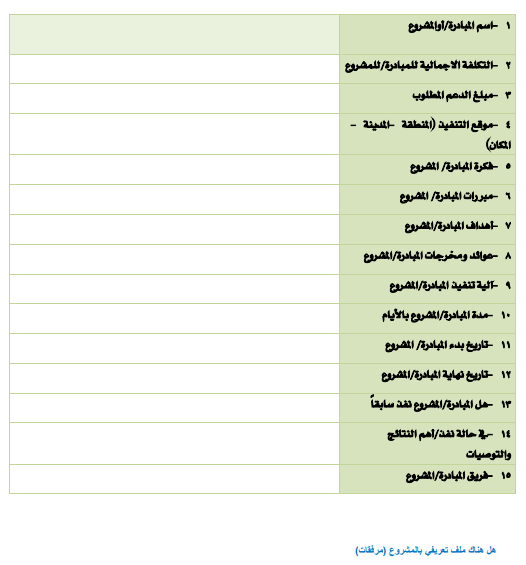 ١ -اسم المبادرة/أوالمشروع
٢ -التكلفة الاجمالية للمبادرة/للمشروع
٣ -مبلغ الدعم المطلوب
٤ -موقع التنفيذ (المنطقة -المدينة -
المكان)
٥ -فكرة المبادرة/ المشروع
٦ -مبررات المبادرة/ المشروع
٧ -أهداف المبادرة/المشروع
٨ -عوائد ومخرجات المبادرة/المشروع
٩ -آلية تنفيذ المبادرة/المشروع
١٠ -مدة المبادرة/المشروع بالأيام
١١ -تاريخ بدء المبادرة/ المشروع
١٢ -تاريخ نهاية المبادرة/المشروع
١٣ -هل المبادرة/المشروع نفذ سابقاً
١٤ -في حالة نفذ/أهم النتائج
والتوصيات
١٥ -فريق المبادرة/المشروع
هل هناك ملف تعريفي بالمشروع (مرفقات)